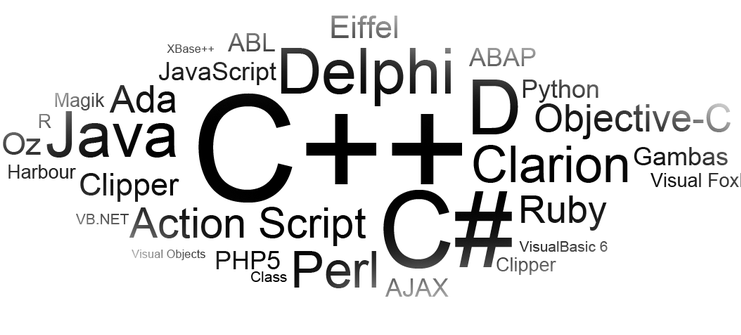 Eiffel
XBase++
ABL
ABAP
JavaScript
Delphi
Magik
Ada
D
Python
R
Java
C++
Objective-C
Oz
Clarion
Gambas
Harbour
Clipper
Visual Fox
VB.NET
Action Script
C#
Ruby
Visual Objects
PHP5
VisualBasic 6
Class
Perl
Clipper
AJAX